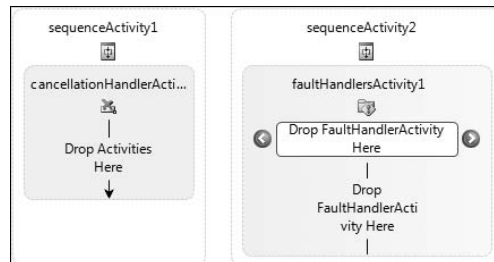 sequenceActivity1
cancellationHandlerActi...
Drop Activities
Here
sequenceActivity2
faultHandlersActivity1
Drop FaultHandlerActivity
Here
Drop
FaultHandlerActi
vity Here